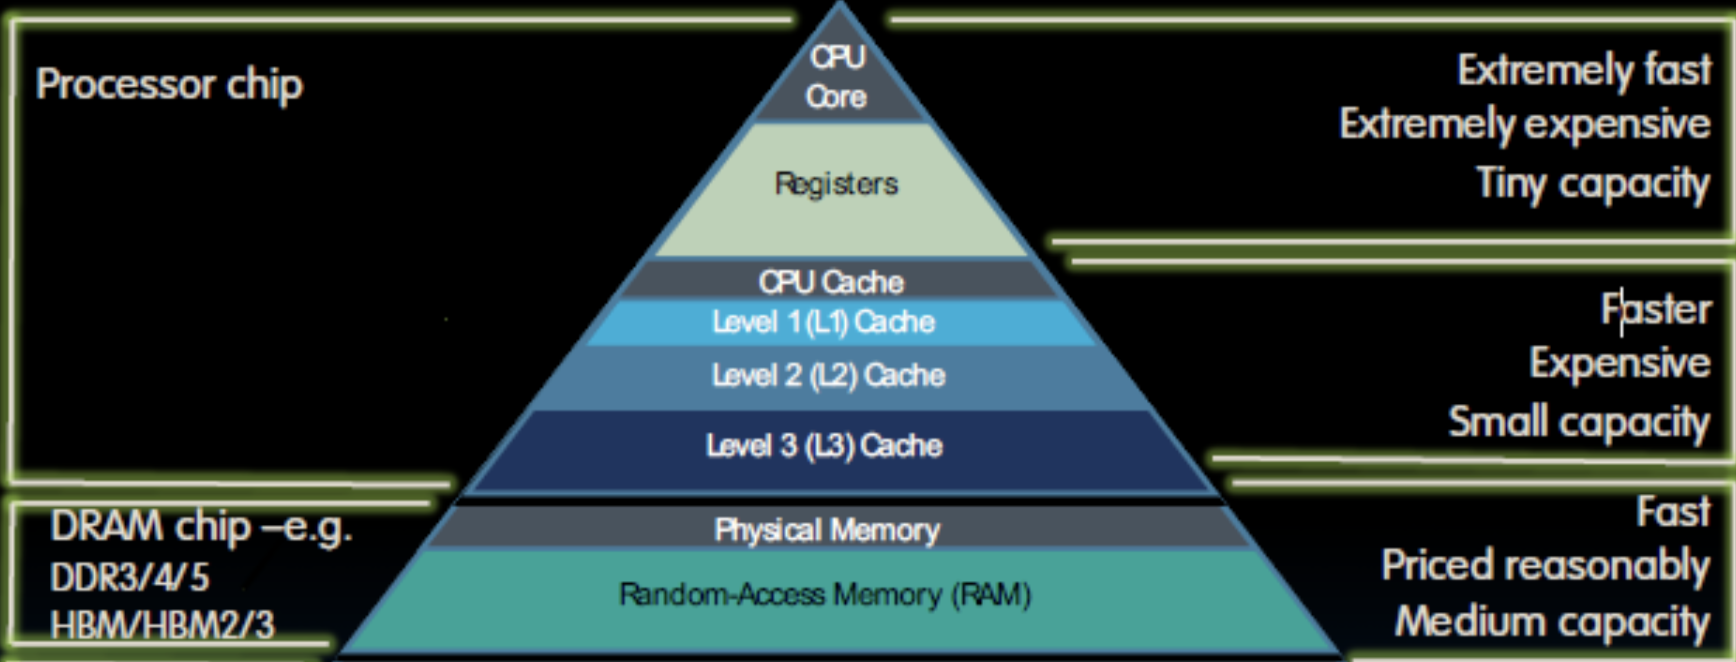 Processor chip
CPU
Core
Registers
CPU Cache
Level 1 (L1) Cache
Level 2 (L2) Cache
Level 3 (L3) Cache
Physical Memory
Random-Access Memory (RAM)
DRAM chip –e.g.
DDR3/4/5
HBM/HBM2/3
Extremely fast
Extremely expensive
Tiny capacity
Faster
Expensive
Small capacity
Fast
Priced reasonably
Medium capacity